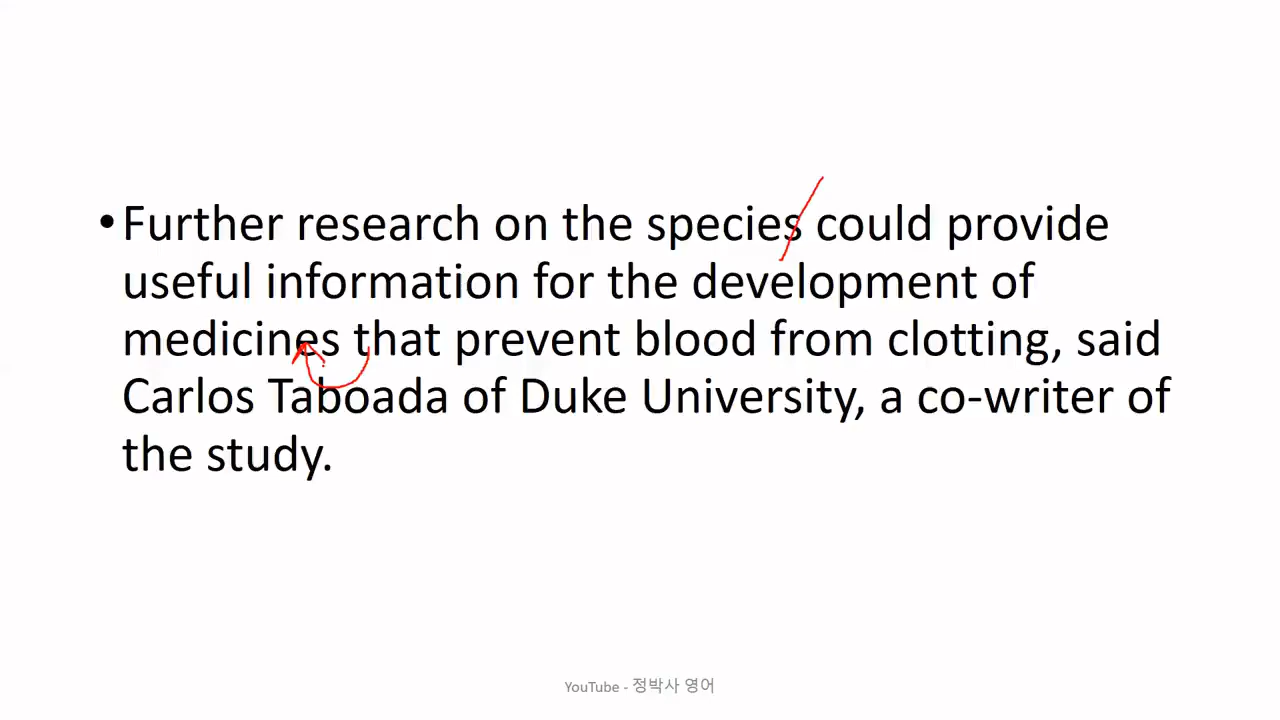 •Further research on the species could provide
useful information for the development of
medicines that prevent blood from clotting, said
Carlos Taboada of Duke University, a co-writer of
the study.
YouTube - 정박사 영어